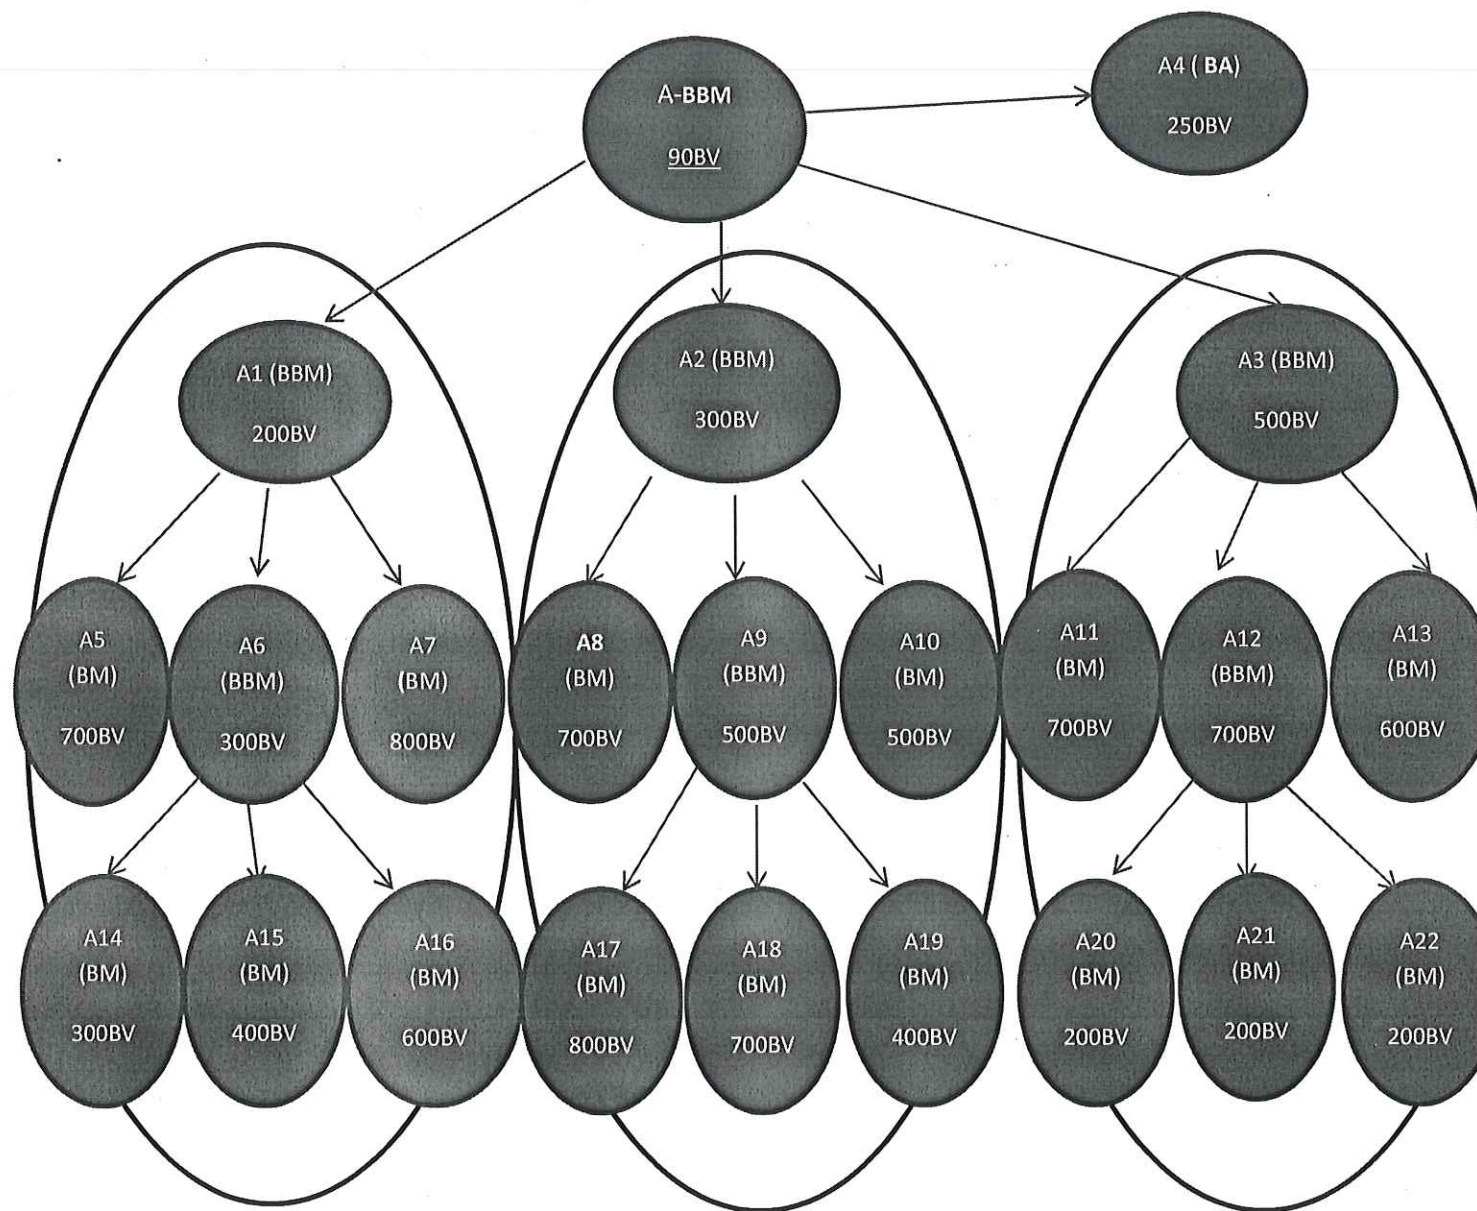 A-BBM
90BV
A4 ( BA)
250BV
A1 (BBM)
200BV
A2 (BBM)
300BV
A3 (BBM)
500BV
A5
(BM)
700BV
A6
(BBM)
300BV
A7
(BM)
800BV
A8
(BM)
700BV
A9
(BBM)
500BV
A10
(BM)
500BV
A11
(BM)
700BV
A12
(BBM)
700BV
A13
(BM)
600BV
A14
(BM)
300BV
A15
(BM)
400BV
A16
(BM)
600BV
A17
(BM)
800BV
A18
(BM)
700BV
A19
(BM)
400BV
A20
(BM)
200BV
A21
(BM)
200BV
A22
(BM)
200BV